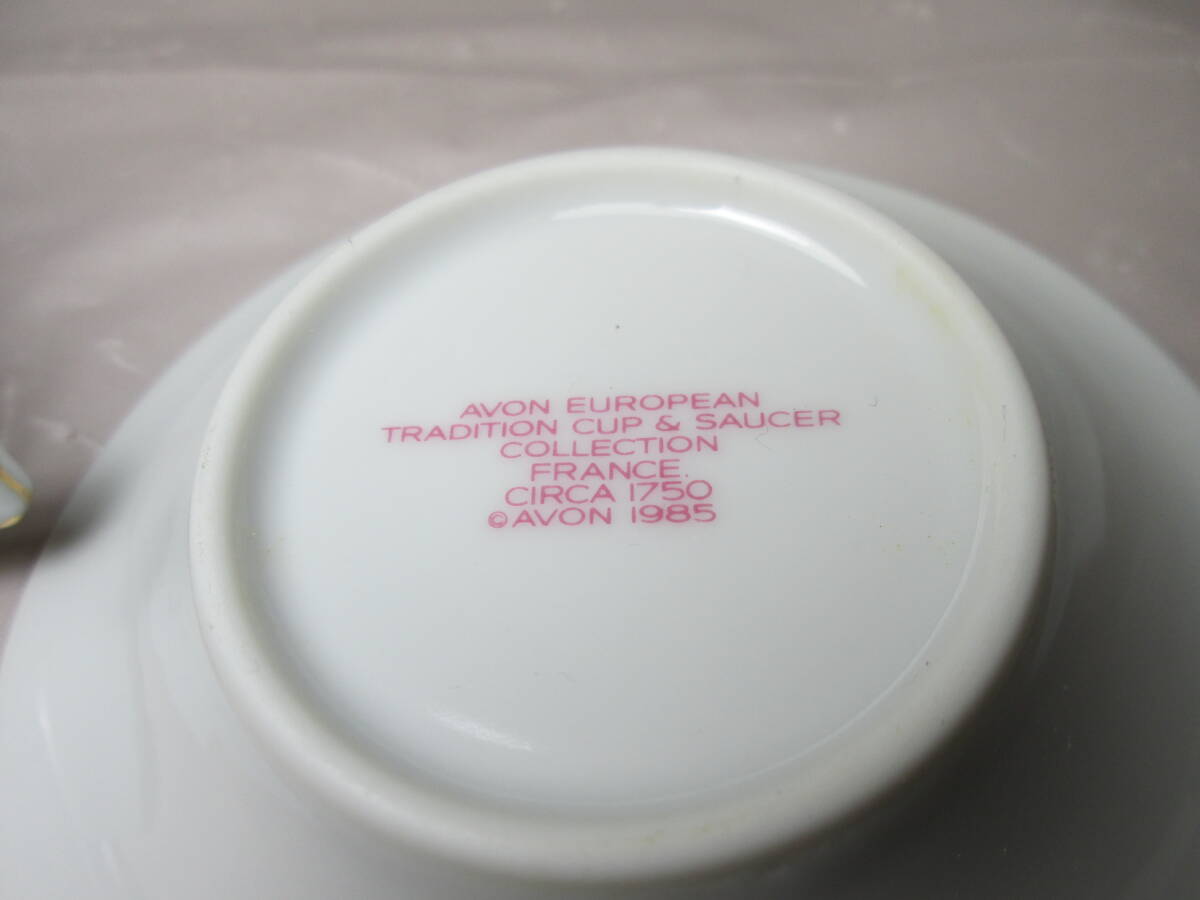 AVON EUROPEAN
TRADITION CUP & SAUCER
COLLECTION
FRANCE.
CIRCA 1750
©AVON 1985